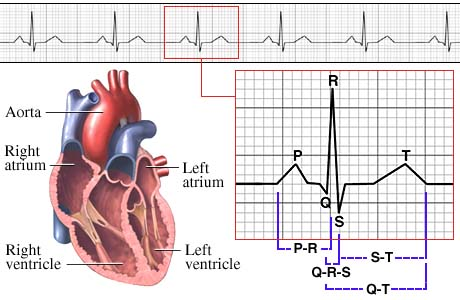 Aorta
Right
atrium
Left
atrium
Right
ventricle
Left
ventricle
R
P
T
Q
S
P-R
S-T
Q-R-S
Q-T